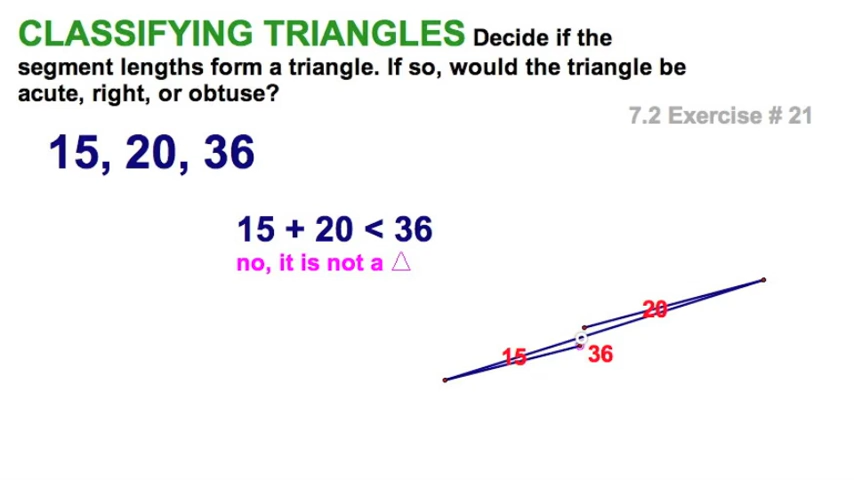 CLASSIFYING TRIANGLES Decide if the
segment lengths form a triangle. If so, would the triangle be
acute, right, or obtuse?
7.2 Exercise # 21
15, 20, 36
15 + 20 < 36
no, it is not a △
20
15
36